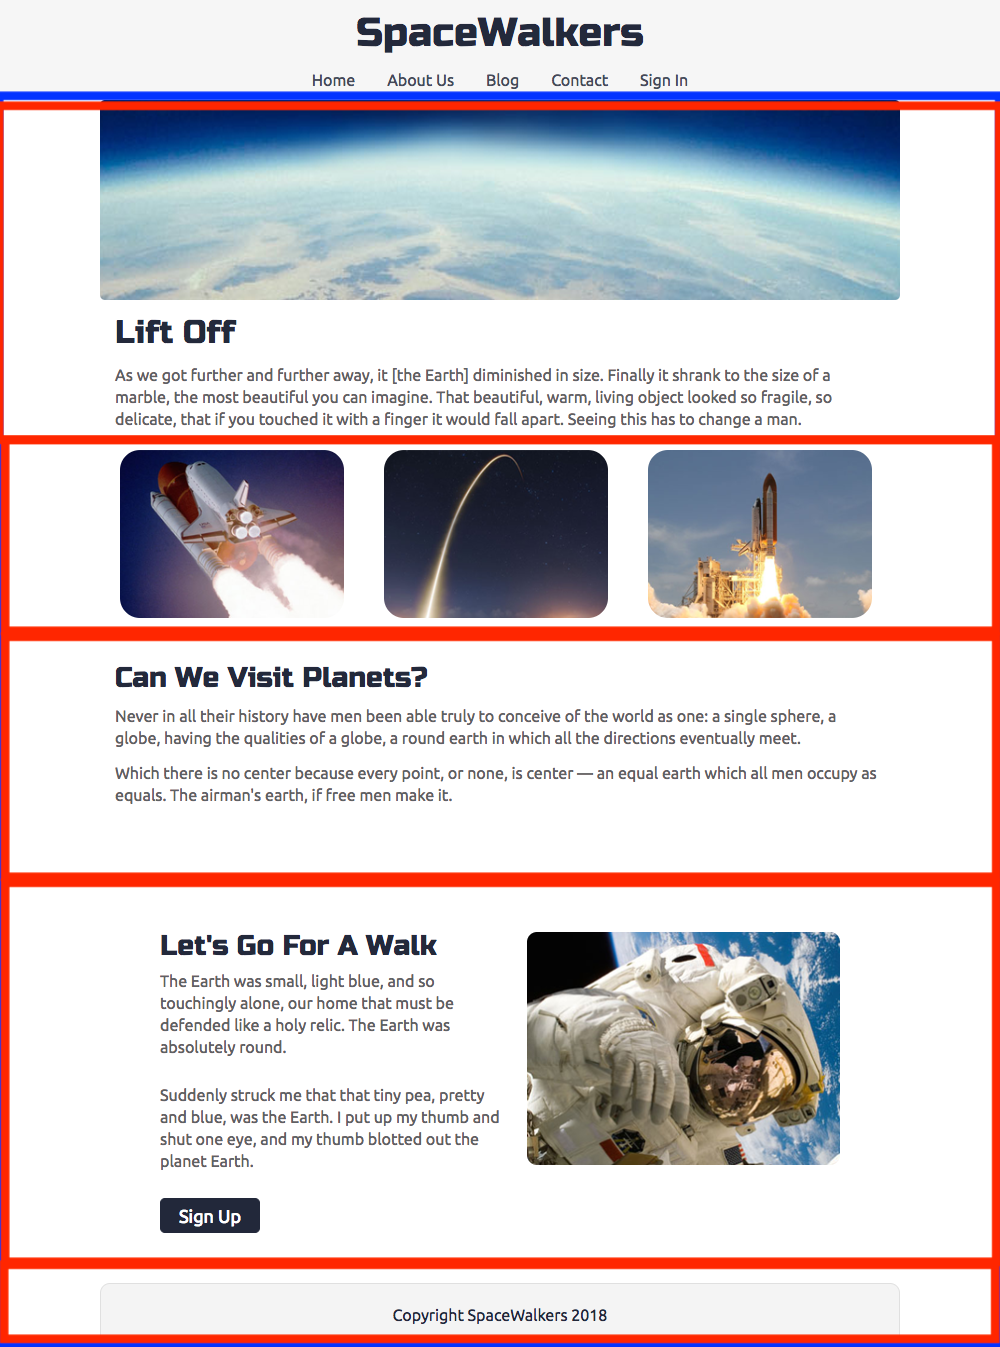 SpaceWalkers
Home About Us Blog Contact Sign In
Lift Off
As we got further and further away, it [the Earth] diminished in size. Finally it shrank to the size of a
marble, the most beautiful you can imagine. That beautiful, warm, living object looked so fragile, so
delicate, that if you touched it with a finger it would fall apart. Seeing this has to change a man.
Can We Visit Planets?
Never in all their history have men been able truly to conceive of the world as one: a single sphere, a
globe, having the qualities of a globe, a round earth in which all the directions eventually meet.
Which there is no center because every point, or none, is center — an equal earth which all men occupy as
equals. The airman's earth, if free men make it.
Let's Go For A Walk
The Earth was small, light blue, and so
touchingly alone, our home that must be
defended like a holy relic. The Earth was
absolutely round.
Suddenly struck me that that tiny pea, pretty
and blue, was the Earth. I put up my thumb and
shut one eye, and my thumb blotted out the
planet Earth.
Sign Up
Copyright SpaceWalkers 2018